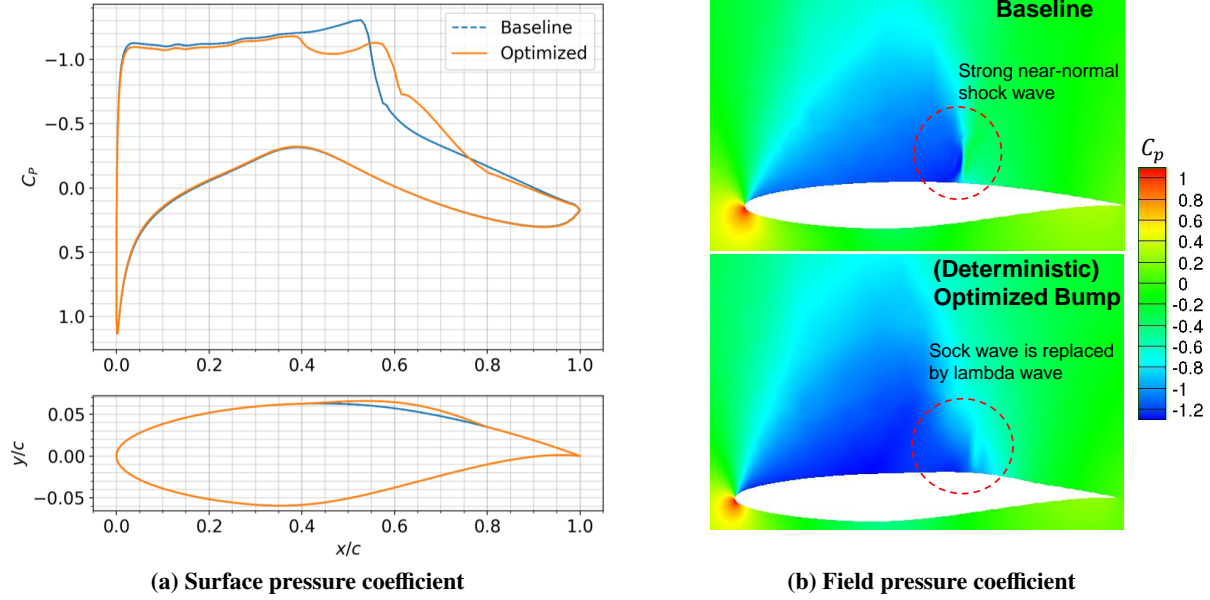 Baseline
Optimized
−1.0
−0.5
0.0
0.5
1.0
C_P
0.0 0.2 0.4 0.6 0.8 1.0
0.05
0.00
−0.05
y/c
0.0 0.2 0.4 0.6 0.8 1.0
x/c
(a) Surface pressure coefficient
Baseline
Strong near-normal
shock wave
(Deterministic)
Optimized Bump
Sock wave is replaced
by lambda wave
C_p
1
0.8
0.6
0.4
0.2
0
-0.2
-0.4
-0.6
-0.8
-1
-1.2
(b) Field pressure coefficient